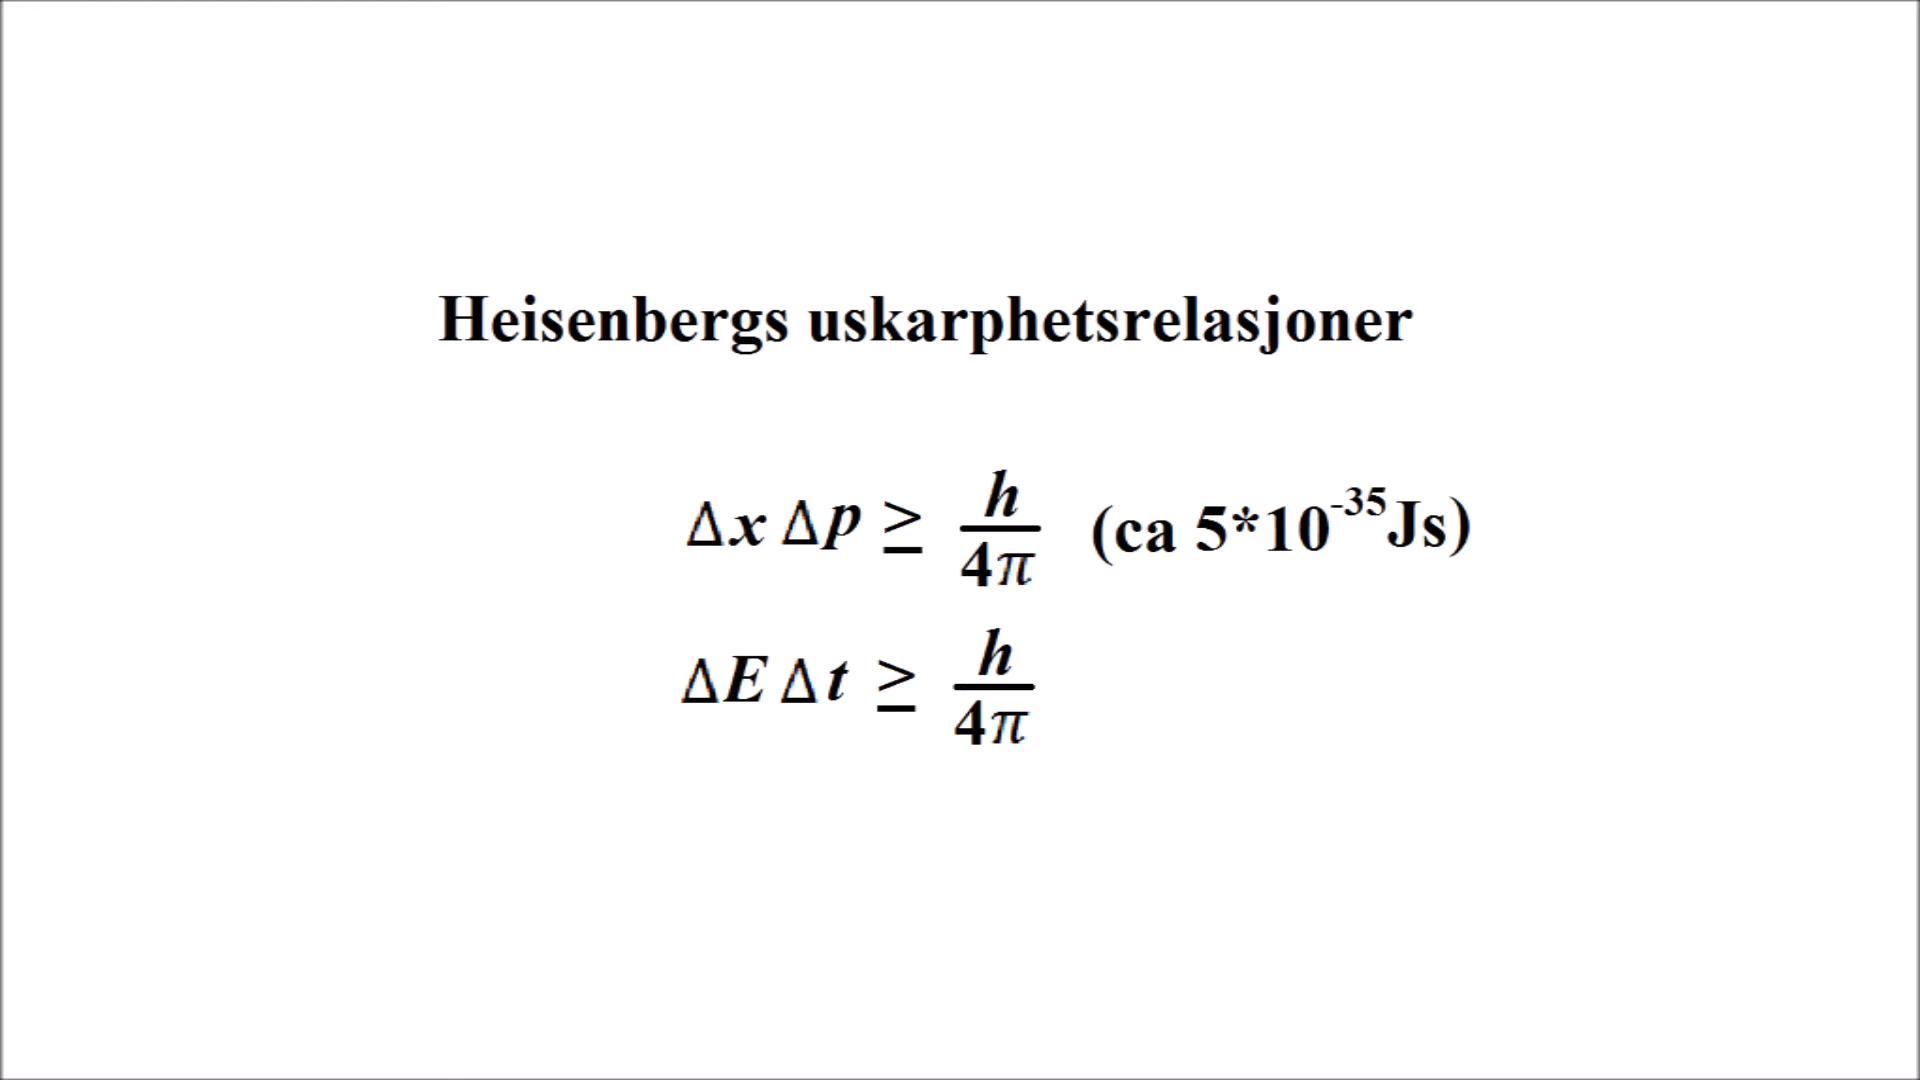 Heisenbergs uskarphetsrelasjoner
Δx Δp ≥ h/4π (ca 5*10⁻³⁵Js)
ΔE Δt ≥ h/4π